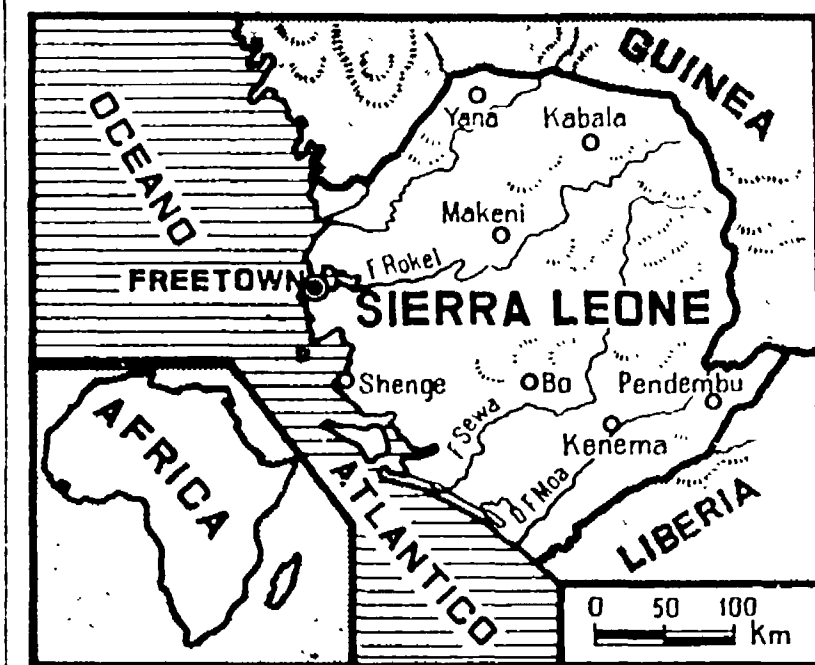 GUINEA
OCEANO
Yana
Kabala
Makeni
r Rokel
FREETOWN
SIERRA LEONE
Shenge
Bo
Pendembu
r Sewa
Kenema
AFRICA
ATLANTICO
r Moa
LIBERIA
0 50 100
Km